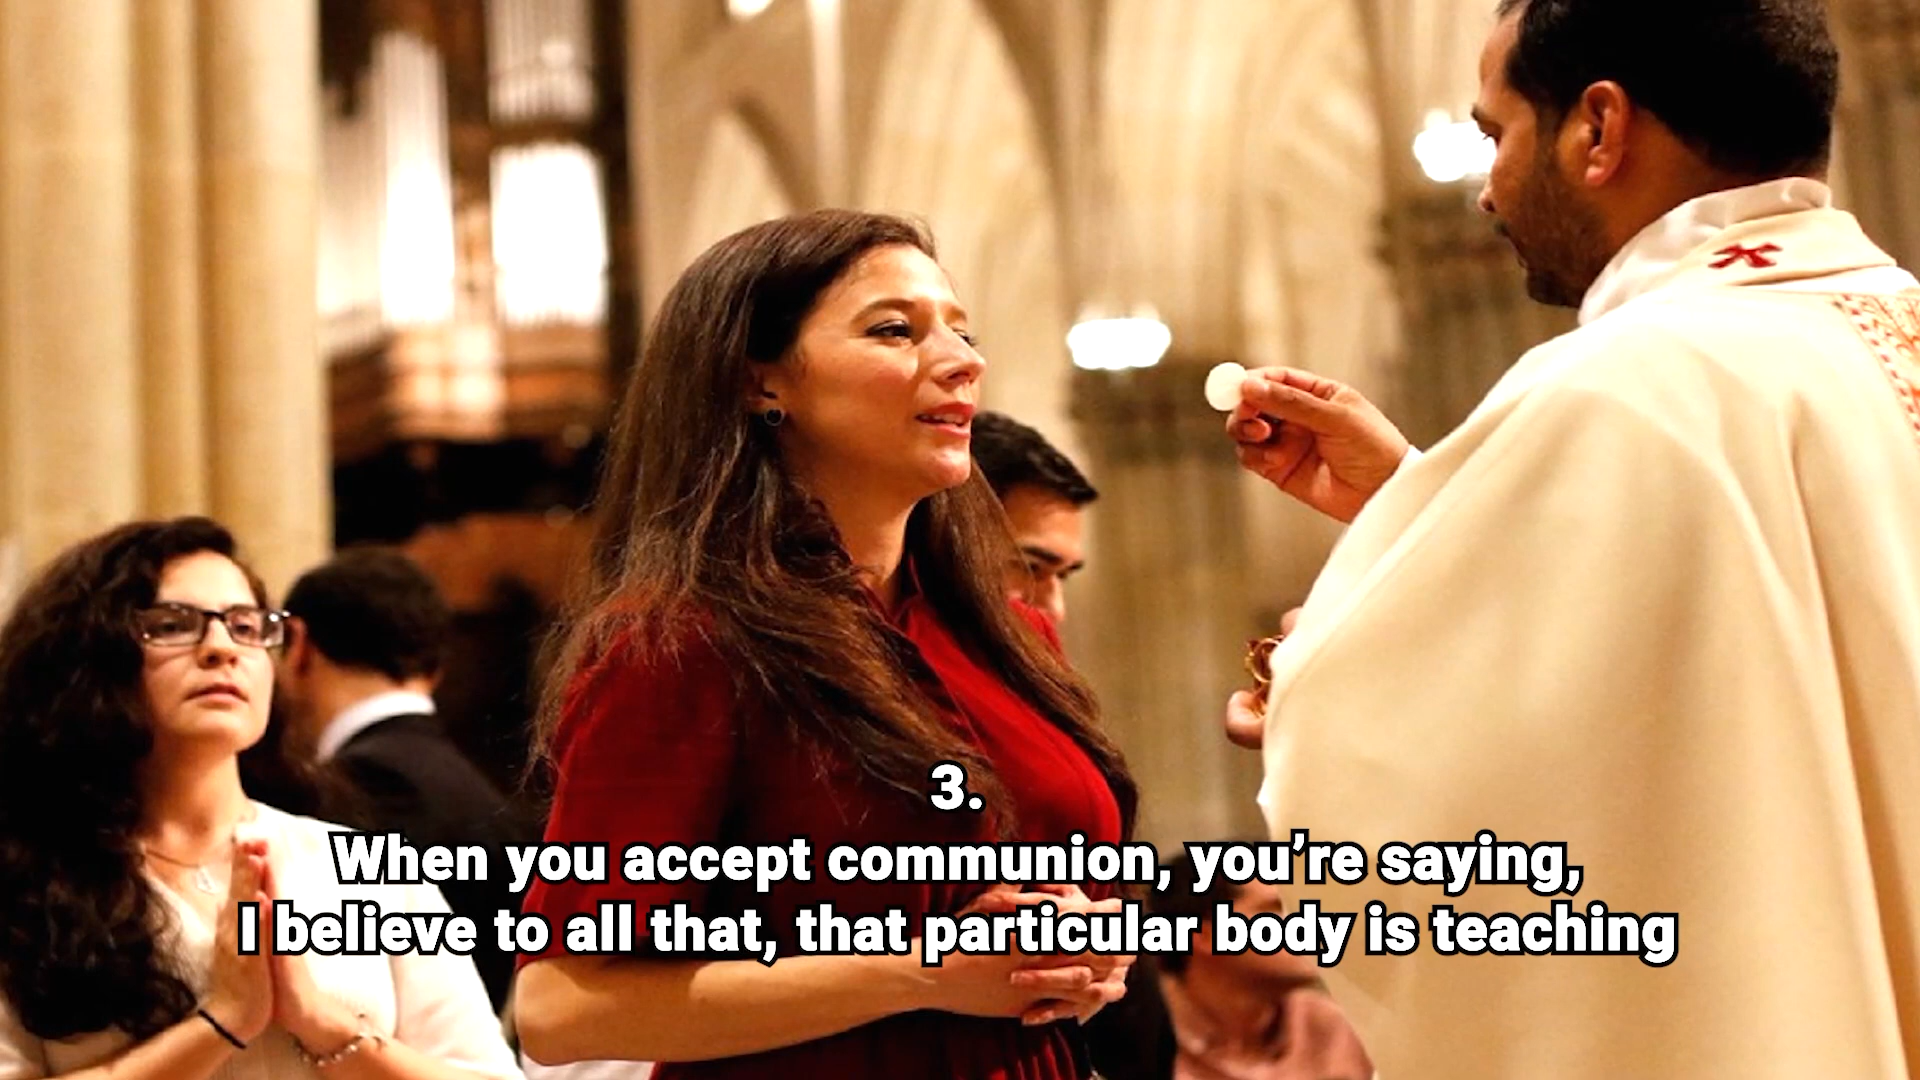 3.
When you accept communion, you’re saying,
I believe to all that, that particular body is teaching